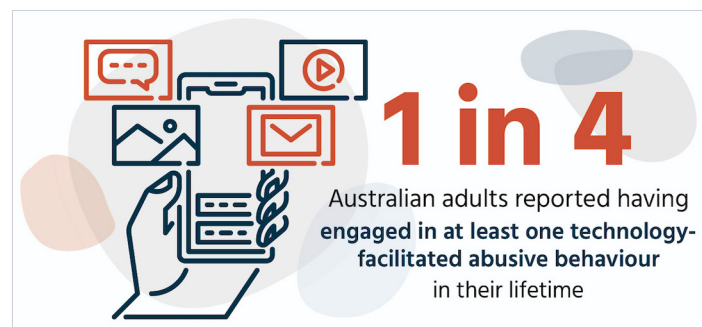 1 in 4
Australian adults reported having
engaged in at least one technology-
facilitated abusive behaviour
in their lifetime